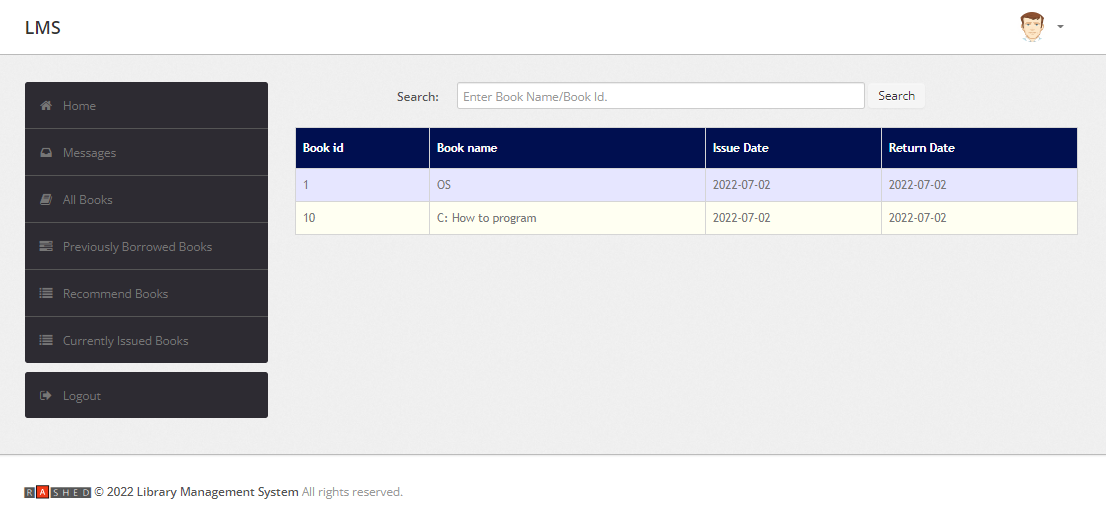 LMS
Home
Messages
All Books
Previously Borrowed Books
Recommend Books
Currently Issued Books
Logout
Search: Enter Book Name/Book Id. Search
Book id Book name Issue Date Return Date
1 OS 2022-07-02 2022-07-02
10 C: How to program 2022-07-02 2022-07-02
RASHED © 2022 Library Management System All rights reserved.